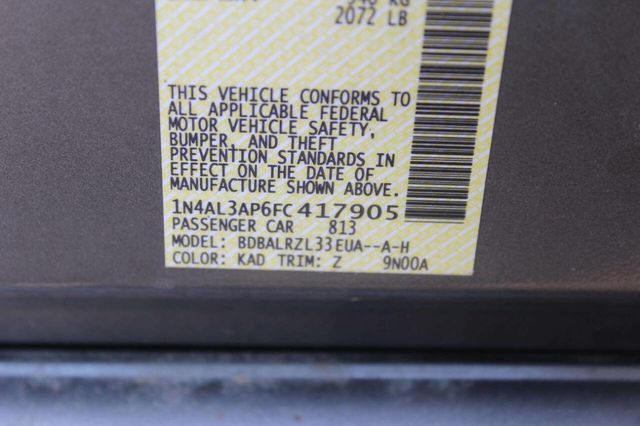 2072 LB
THIS VEHICLE CONFORMS TO
ALL APPLICABLE FEDERAL
MOTOR VEHICLE SAFETY,
BUMPER, AND THEFT
PREVENTION STANDARDS IN
EFFECT ON THE DATE OF
MANUFACTURE SHOWN ABOVE.
1N4AL3AP6FC417905
PASSENGER CAR 813
MODEL: BDBALRZL33EUA--A-H
COLOR: KAD TRIM: Z 9N00A